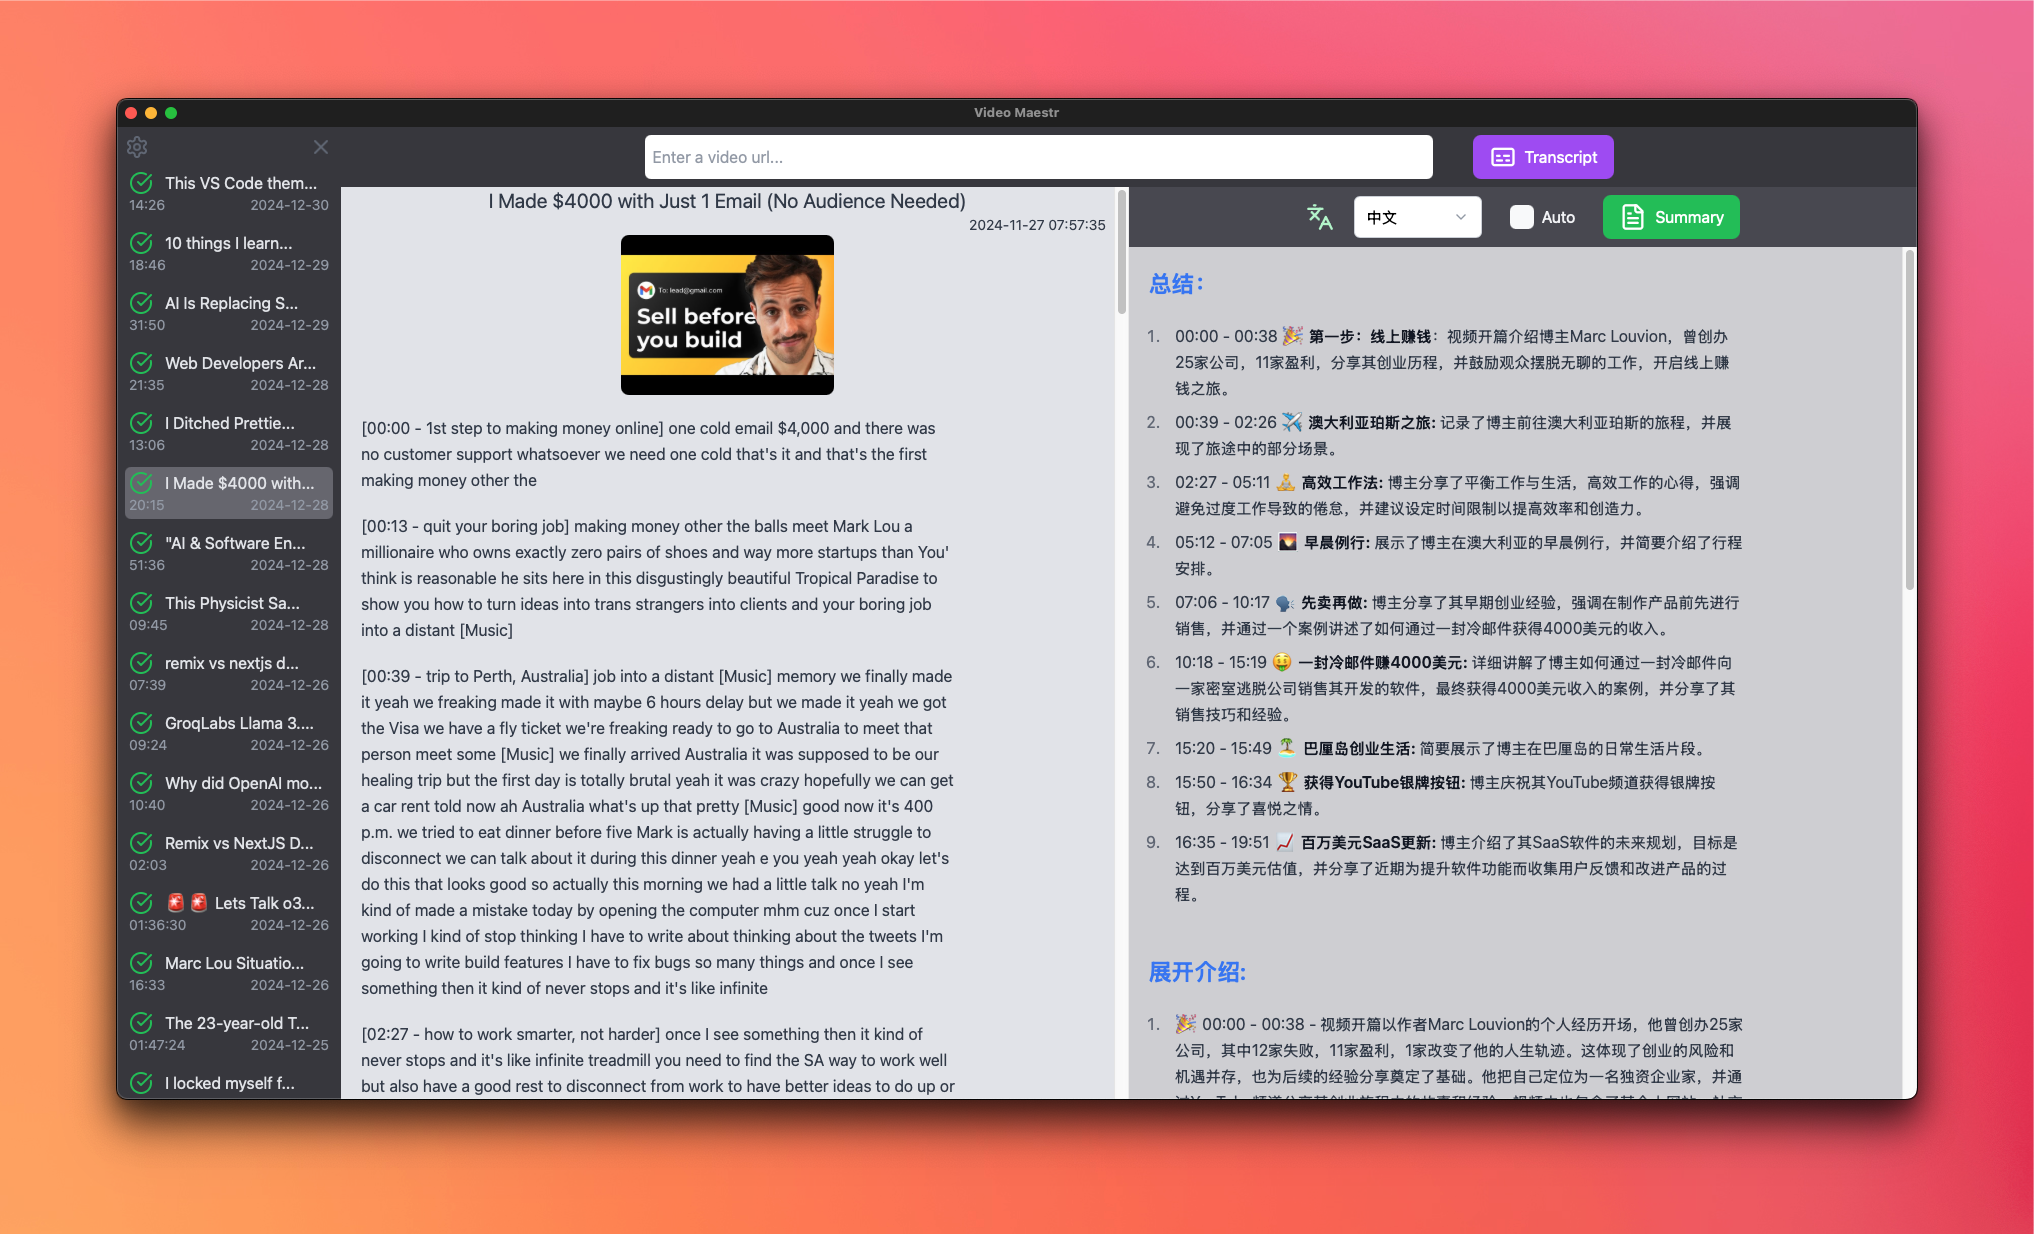 Video Maestr
Enter a video url...
Transcript
This VS Code them...
14:26 2024-12-30
10 things I learn...
18:46 2024-12-29
AI Is Replacing S...
31:50 2024-12-29
Web Developers Ar...
21:35 2024-12-28
I Ditched Prettie...
13:06 2024-12-28
I Made $4000 with...
20:15 2024-12-28
"AI & Software En...
51:36 2024-12-28
This Physicist Sa...
09:45 2024-12-28
remix vs nextjs d...
07:39 2024-12-26
GroqLabs Llama 3....
09:24 2024-12-26
Why did OpenAI mo...
10:40 2024-12-26
Remix vs NextJS D...
02:03 2024-12-26
🚨 🚨 Lets Talk o3...
01:36:30 2024-12-26
Marc Lou Situatio...
16:33 2024-12-26
The 23-year-old T...
01:47:24 2024-12-25
I locked myself f...
I Made $4000 with Just 1 Email (No Audience Needed)
2024-11-27 07:57:35
To: lead@gmail.com
Sell before
you build
[00:00 - 1st step to making money online] one cold email $4,000 and there was
no customer support whatsoever we need one cold that's it and that's the first
making money other the
[00:13 - quit your boring job] making money other the balls meet Mark Lou a
millionaire who owns exactly zero pairs of shoes and way more startups than You'
think is reasonable he sits here in this disgustingly beautiful Tropical Paradise to
show you how to turn ideas into trans strangers into clients and your boring job
into a distant [Music]
[00:39 - trip to Perth, Australia] job into a distant [Music] memory we finally made
it yeah we freaking made it with maybe 6 hours delay but we made it yeah we got
the Visa we have a fly ticket we're freaking ready to go to Australia to meet that
person meet some [Music] we finally arrived Australia it was supposed to be our
healing trip but the first day is totally brutal yeah it was crazy hopefully we can get
a car rent told now ah Australia what's up that pretty [Music] good now it's 400
p.m. we tried to eat dinner before five Mark is actually having a little struggle to
disconnect we can talk about it during this dinner yeah e you yeah yeah okay let's
do this that looks good so actually this morning we had a little talk no yeah I'm
kind of made a mistake today by opening the computer mhm cuz once I start
working I kind of stop thinking I have to write about thinking about the tweets I'm
going to write build features I have to fix bugs so many things and once I see
something then it kind of never stops and it's like infinite
[02:27 - how to work smarter, not harder] once I see something then it kind of
never stops and it's like infinite treadmill you need to find the SA way to work well
but also have a good rest to disconnect from work to have better ideas to do up or
中文
Auto
Summary
总结：
1. 00:00 - 00:38 🎉 第一步：线上赚钱：视频开篇介绍博主Marc Louvion，曾创办
25家公司，11家盈利，分享其创业历程，并鼓励观众摆脱无聊的工作，开启线上赚
钱之旅。
2. 00:39 - 02:26 ✈️ 澳大利亚珀斯之旅: 记录了博主前往澳大利亚珀斯的旅程，并展
现了旅途中的部分场景。
3. 02:27 - 05:11 🧘 高效工作法: 博主分享了平衡工作与生活，高效工作的心得，强调
避免过度工作导致的倦怠，并建议设定时间限制以提高效率和创造力。
4. 05:12 - 07:05 🌄 早晨例行: 展示了博主在澳大利亚的早晨例行，并简要介绍了行程
安排。
5. 07:06 - 10:17 🗣️ 先卖再做: 博主分享了其早期创业经验，强调在制作产品前先进行
销售，并通过一个案例讲述了如何通过一封冷邮件获得4000美元的收入。
6. 10:18 - 15:19 🤑 一封冷邮件赚4000美元: 详细讲解了博主如何通过一封冷邮件向
一家密室逃脱公司销售其开发的软件，最终获得4000美元收入的案例，并分享了其
销售技巧和经验。
7. 15:20 - 15:49 🏝️ 巴厘岛创业生活: 简要展示了博主在巴厘岛的日常生活片段。
8. 15:50 - 16:34 🏆 获得YouTube银牌按钮: 博主庆祝其YouTube频道获得银牌按
钮，分享了喜悦之情。
9. 16:35 - 19:51 📈 百万美元SaaS更新: 博主介绍了其SaaS软件的未来规划，目标是
达到百万美元估值，并分享了近期为提升软件功能而收集用户反馈和改进产品的过
程。
展开介绍:
1. 🎉 00:00 - 00:38 - 视频开篇以作者Marc Louvion的个人经历开场，他曾创办25家
公司，其中12家失败，11家盈利，1家改变了他的人生轨迹。这体现了创业的风险和
机遇并存，也为后续的经验分享奠定了基础。他把自己定位为一名独资企业家，并通